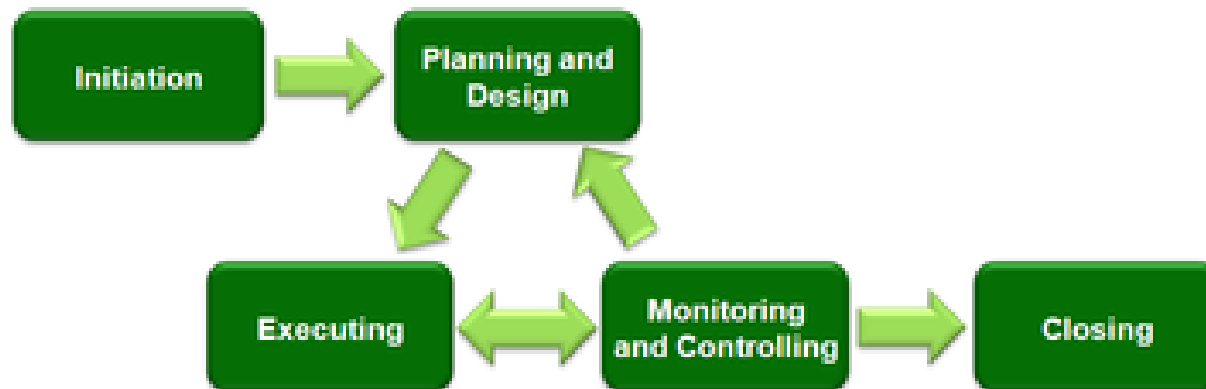 Initiation
Planning and
Design
Executing
Monitoring
and Controlling
Closing